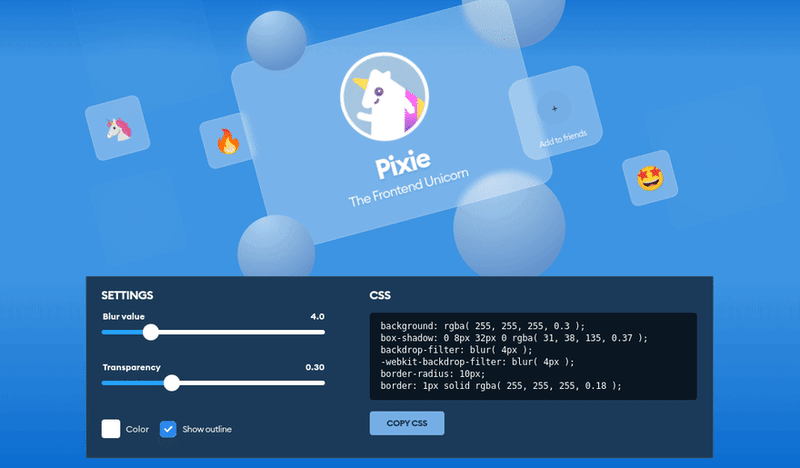 +
Add to friends
Pixie
The Frontend Unicorn
SETTINGS
Blur value 4.0
Transparency 0.30
Color Show outline
CSS
background: rgba( 255, 255, 255, 0.3 );
box-shadow: 0 8px 32px 0 rgba( 31, 38, 135, 0.37 );
backdrop-filter: blur( 4px );
-webkit-backdrop-filter: blur( 4px );
border-radius: 10px;
border: 1px solid rgba( 255, 255, 255, 0.18 );
COPY CSS